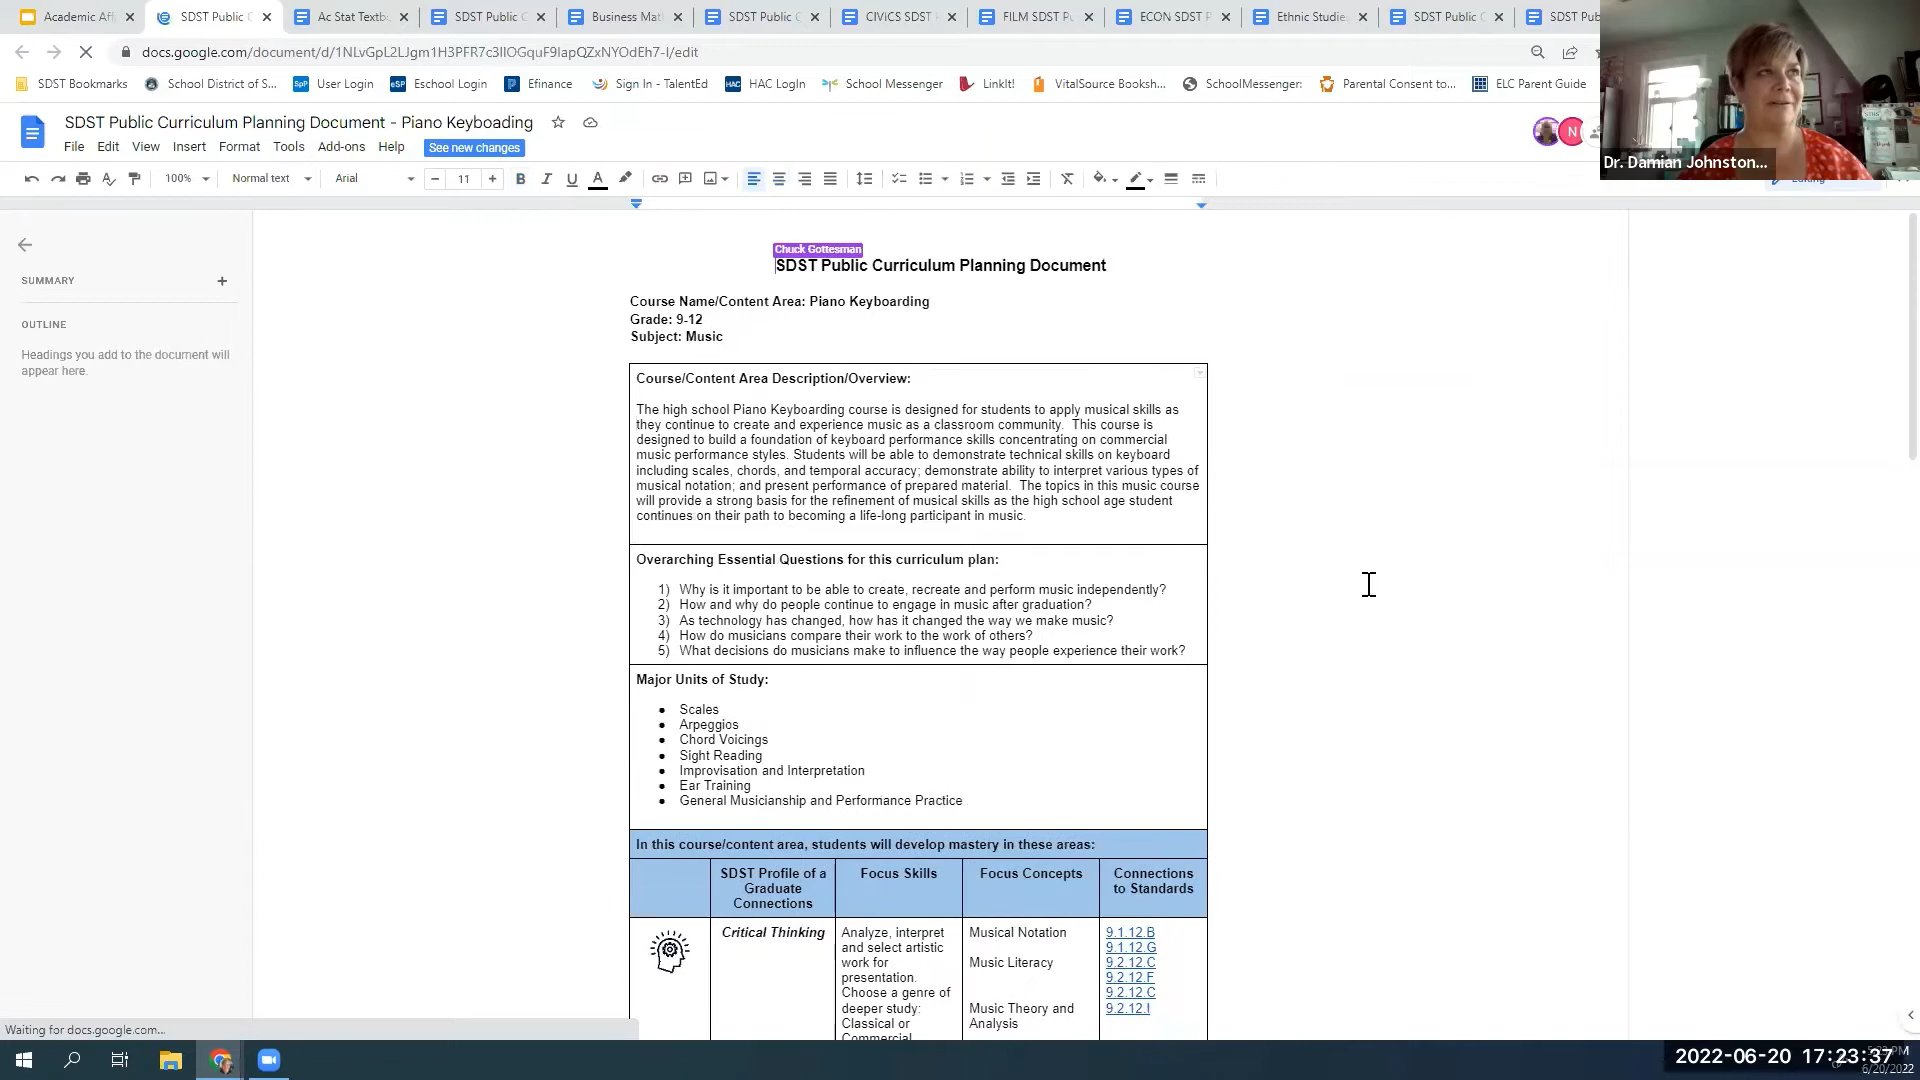 Academic Aff
SDST Public C
Ac Stat Textb
SDST Public C
Business Mat
SDST Public C
CIVICS SDST
FILM SDST P
ECON SDST P
Ethnic Studie
SDST Public C
SDST Pub
docs.google.com/document/d/
SDST Bookmarks
School District of S...
User Login
Eschool Login
Efinance
Sign In - TalentEd
HAC LogIn
School Messenger
LinkIt!
VitalSource Booksh...
SchoolMessenger:
Parental Consent to...
ELC Parent Guide
SDST Public Curriculum Planning Document - Piano Keyboading
File Edit View Insert Format Tools Add-ons Help See new changes
N
Dr. Damian Johnston...
100% Normal text Arial 11
SUMMARY
OUTLINE
Headings you add to the document will
appear here.
Chuck Gottesman
SDST Public Curriculum Planning Document
Course Name/Content Area: Piano Keyboarding
Grade: 9-12
Subject: Music
Course/Content Area Description/Overview:
The high school Piano Keyboarding course is designed for students to apply musical skills as
they continue to create and experience music as a classroom community. This course is
designed to build a foundation of keyboard performance skills concentrating on commercial
music performance styles. Students will be able to demonstrate technical skills on keyboard
including scales, chords, and temporal accuracy; demonstrate ability to interpret various types of
musical notation; and present performance of prepared material. The topics in this music course
will provide a strong basis for the refinement of musical skills as the high school age student
continues on their path to becoming a life-long participant in music.
Overarching Essential Questions for this curriculum plan:
1) Why is it important to be able to create, recreate and perform music independently?
2) How and why do people continue to engage in music after graduation?
3) As technology has changed, how has it changed the way we make music?
4) How do musicians compare their work to the work of others?
5) What decisions do musicians make to influence the way people experience their work?
Major Units of Study:
● Scales
● Arpeggios
● Chord Voicings
● Sight Reading
● Improvisation and Interpretation
● Ear Training
● General Musicianship and Performance Practice
In this course/content area, students will develop mastery in these areas:
SDST Profile of a
Graduate
Connections
Focus Skills
Focus Concepts
Connections
to Standards
Critical Thinking
Analyze, interpret
and select artistic
work for
presentation.
Choose a genre of
deeper study:
Classical or
Commercial
Musical Notation
Music Literacy
Music Theory and
Analysis
9.1.12.B
9.1.12.G
9.2.12.C
9.2.12.F
9.2.12.C
9.2.12.I
Waiting for docs.google.com...
2022-06-20 17:23:37
6/20/2022